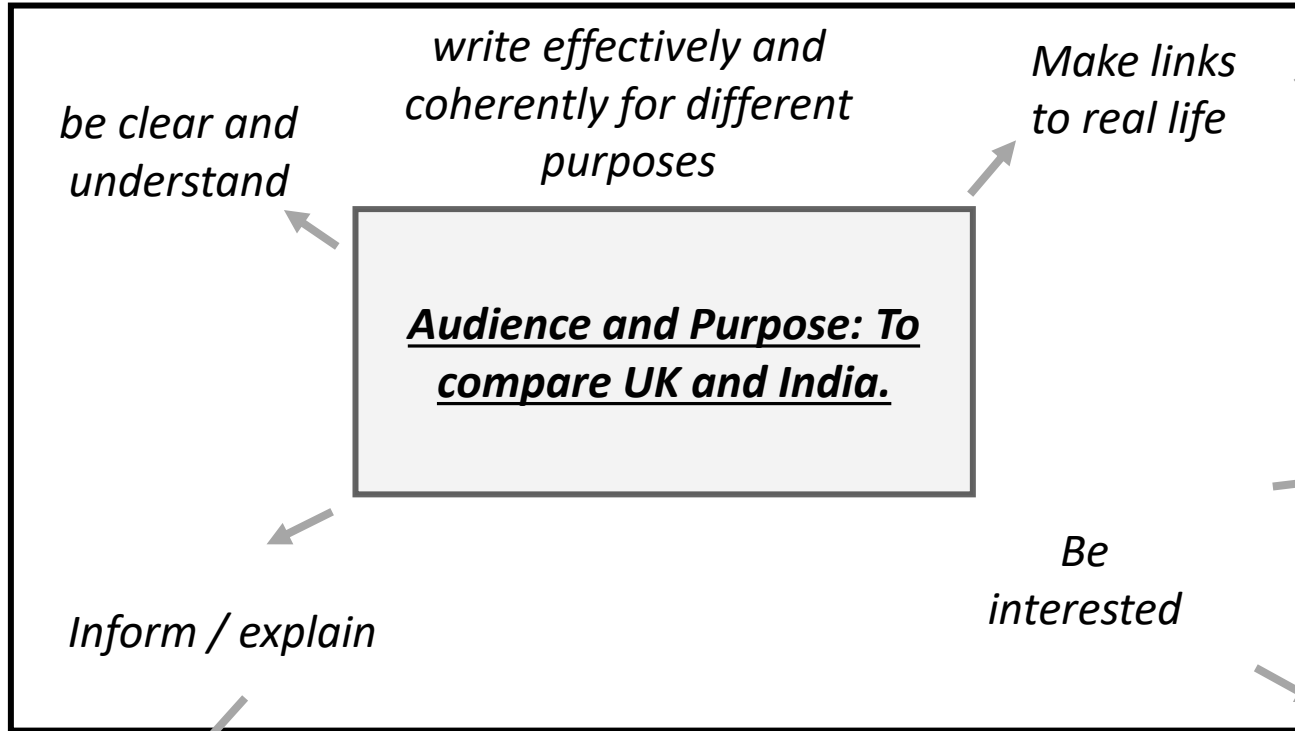 write effectively and
coherently for different
purposes
Make links
to real life
be clear and
understand
Audience and Purpose: To
compare UK and India.
Be
interested
Inform / explain